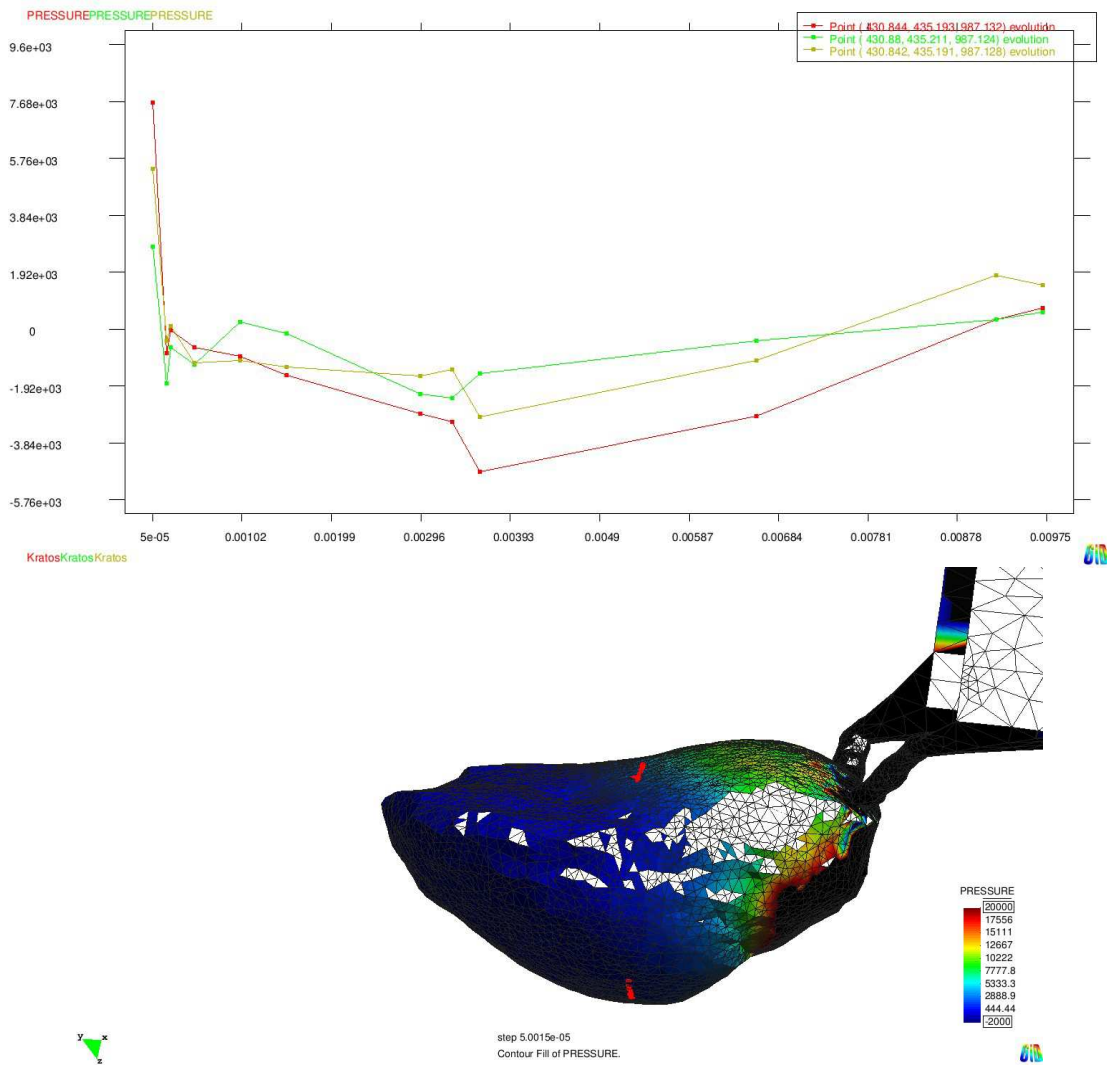 PRESSUREPRESSUREPRESSURE
Point ( 430.844, 435.193, 987.132) evolution
Point ( 430.88, 435.211, 987.124) evolution
Point ( 430.842, 435.191, 987.128) evolution
9.6e+03
7.68e+03
5.76e+03
3.84e+03
1.92e+03
0
-1.92e+03
-3.84e+03
-5.76e+03
5e-05 0.00102 0.00199 0.00296 0.00393 0.0049 0.00587 0.00684 0.00781 0.00878 0.00975
KratosKratosKratos
GiD
PRESSURE
20000
17556
15111
12667
10222
7777.8
5333.3
2888.9
444.44
-2000
y x
z
step 5.0015e-05
Contour Fill of PRESSURE.
GiD